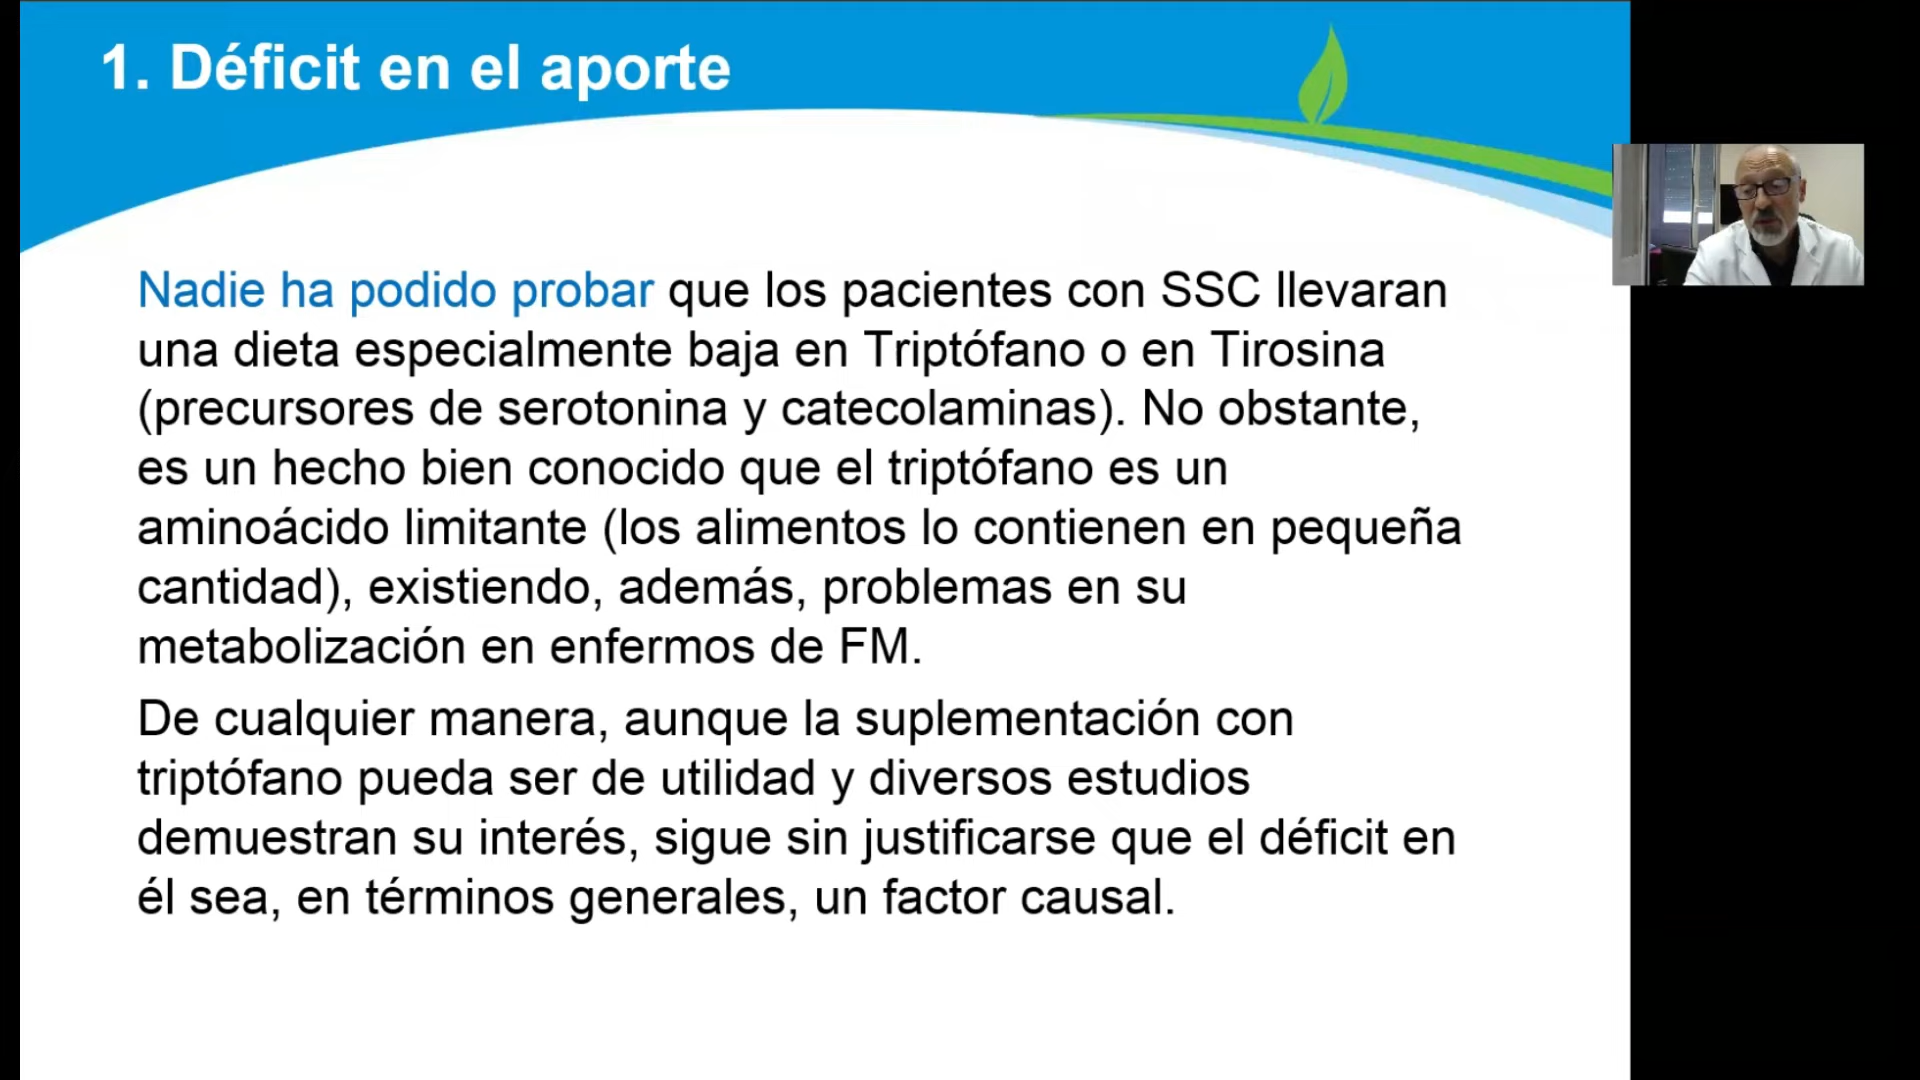 1. Déficit en el aporte
Nadie ha podido probar que los pacientes con SSC llevaran
una dieta especialmente baja en Triptófano o en Tirosina
(precursores de serotonina y catecolaminas). No obstante,
es un hecho bien conocido que el triptófano es un
aminoácido limitante (los alimentos lo contienen en pequeña
cantidad), existiendo, además, problemas en su
metabolización en enfermos de FM.
De cualquier manera, aunque la suplementación con
triptófano pueda ser de utilidad y diversos estudios
demuestran su interés, sigue sin justificarse que el déficit en
él sea, en términos generales, un factor causal.